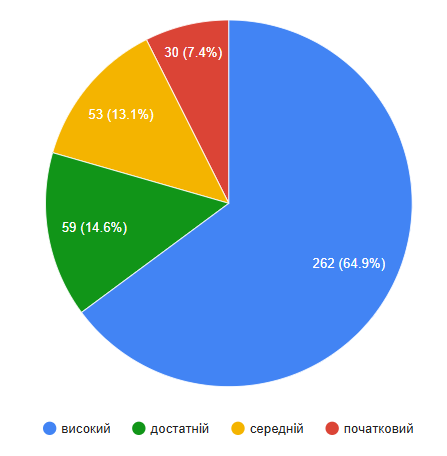 30 (7.4%)
53 (13.1%)
59 (14.6%)
262 (64.9%)
високий достатній середній початковий